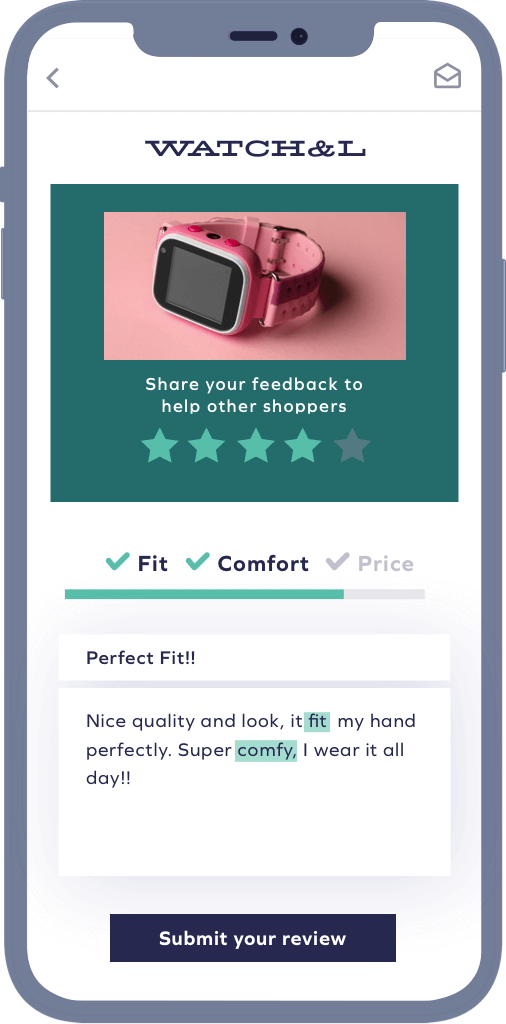 WATCH&L
Share your feedback to
help other shoppers
Fit Comfort Price
Perfect Fit!!
Nice quality and look, it fit my hand
perfectly. Super comfy, I wear it all
day!!
Submit your review